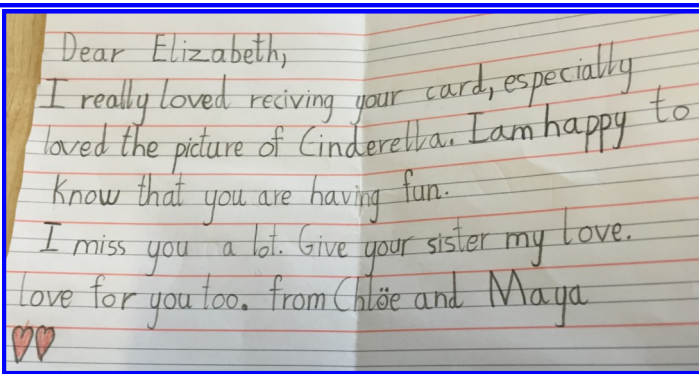 Dear Elizabeth,
I really loved reciving your card, especially
loved the picture of Cinderella. I am happy to
know that you are having fun.
I miss you a lot. Give your sister my love.
love for you too. from Chlöe and Maya